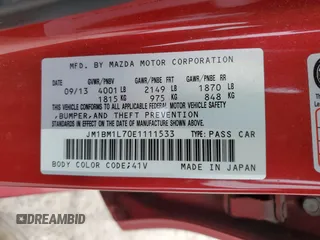 MFD. BY MAZDA MOTOR CORPORATION
GVWR/PNBV GAWR/PNBE FRT GAWR/PNBE RR
09/13 4001 LB 2149 LB 1870 LB
1815 KG 975 KG 848 KG
THIS VEHICLE CONFORMS TO ALL APPLICABLE
FEDERAL MOTOR VEHICLE SAFETY,
BUMPER, AND THEFT PREVENTION
STANDARDS IN EFFECT ON THE DATE OF
MANUFACTURE SHOWN ABOVE.
JM1BM1L70E1111533 TYPE:PASS CAR
BODY COLOR CODE:41V MADE IN JAPAN
DREAMBID